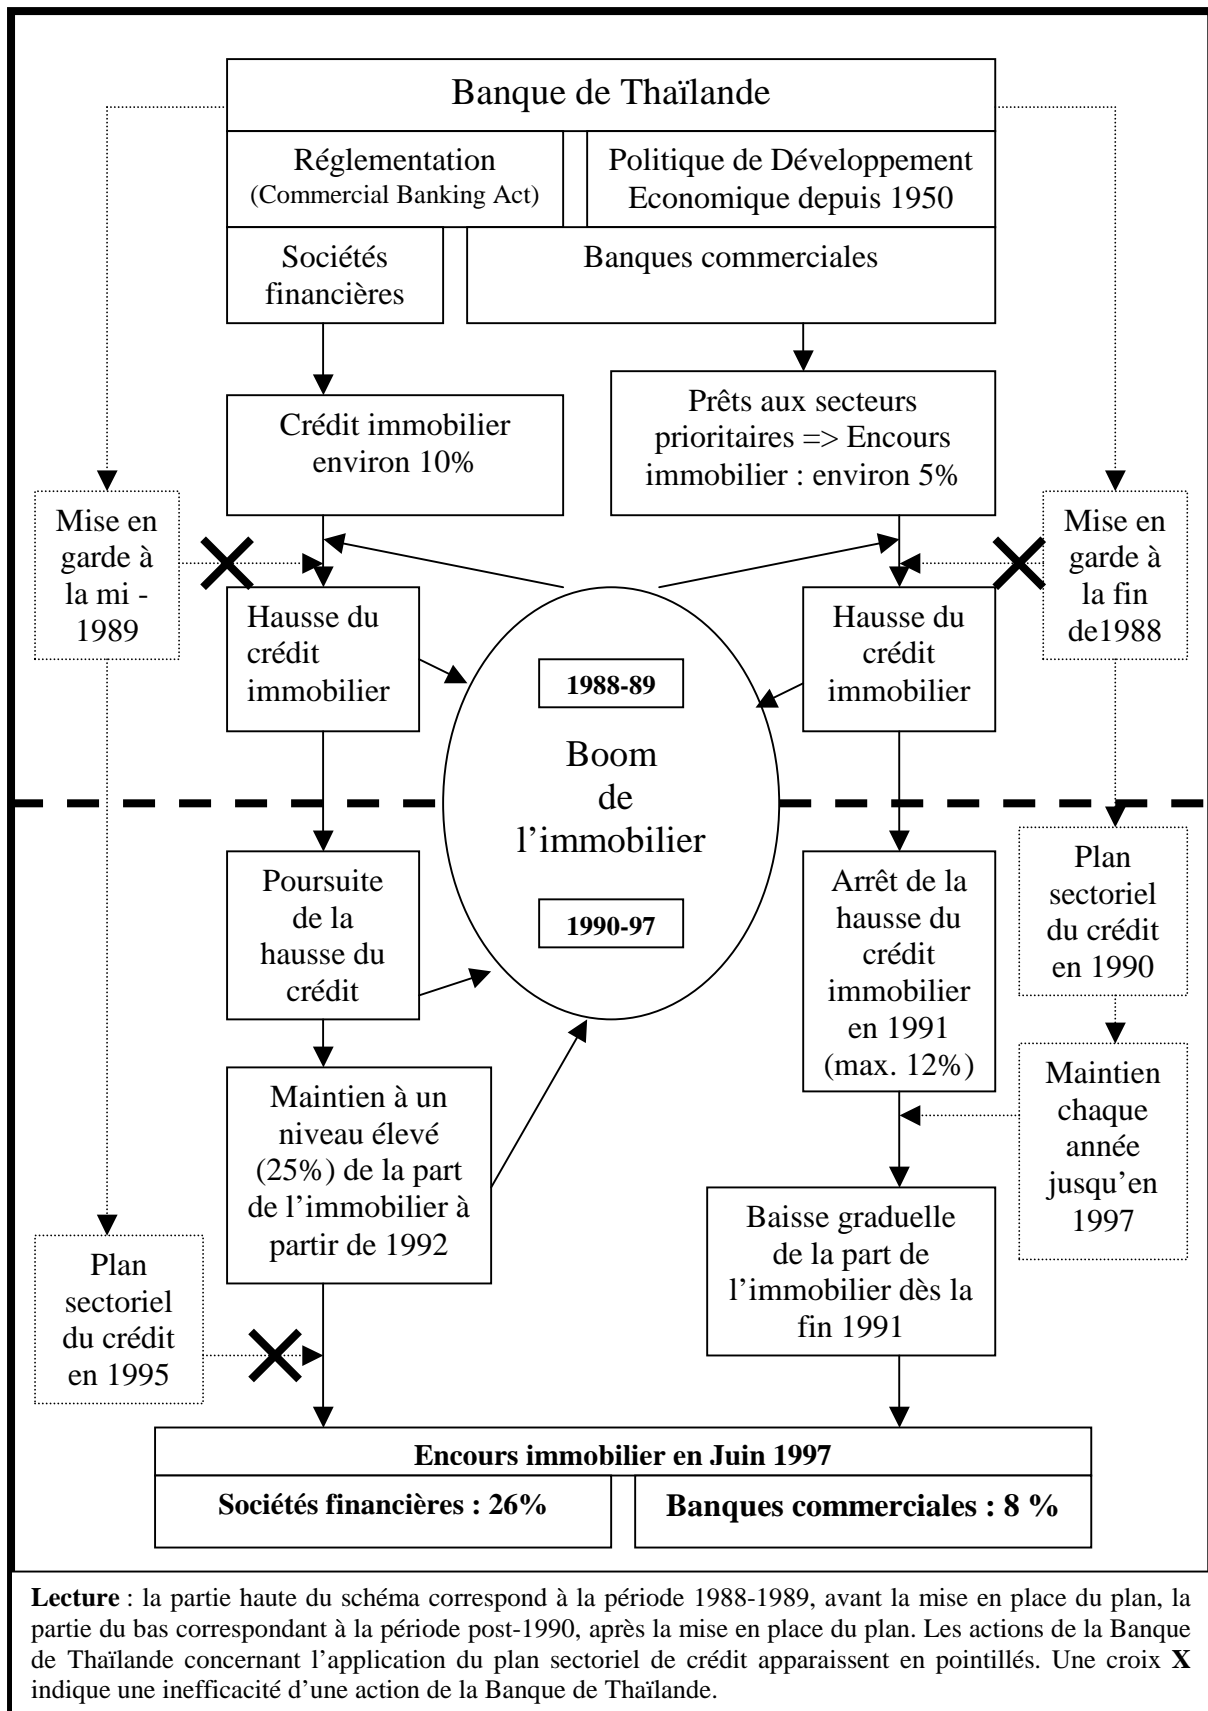 Banque de Thaïlande
Réglementation
(Commercial Banking Act)
Politique de Développement
Economique depuis 1950
Sociétés
financières
Banques commerciales
Crédit immobilier
environ 10%
Prêts aux secteurs
prioritaires => Encours
immobilier : environ 5%
Mise en
garde à
la mi -
1989
Mise en
garde à
la fin
de1988
Hausse du
crédit
immobilier
1988-89
Boom
de
l’immobilier
1990-97
Hausse du
crédit
immobilier
Poursuite
de la
hausse du
crédit
Arrêt de la
hausse du
crédit
immobilier
en 1991
(max. 12%)
Plan
sectoriel
du crédit
en 1990
Maintien à un
niveau élevé
(25%) de la part
de l’immobilier à
partir de 1992
Maintien
chaque
année
jusqu’en
1997
Baisse graduelle
de la part de
l’immobilier dès la
fin 1991
Plan
sectoriel
du crédit
en 1995
Encours immobilier en Juin 1997
Sociétés financières : 26%
Banques commerciales : 8 %
Lecture : la partie haute du schéma correspond à la période 1988-1989, avant la mise en place du plan, la
partie du bas correspondant à la période post-1990, après la mise en place du plan. Les actions de la Banque
de Thaïlande concernant l’application du plan sectoriel de crédit apparaissent en pointillés. Une croix X
indique une inefficacité d’une action de la Banque de Thaïlande.